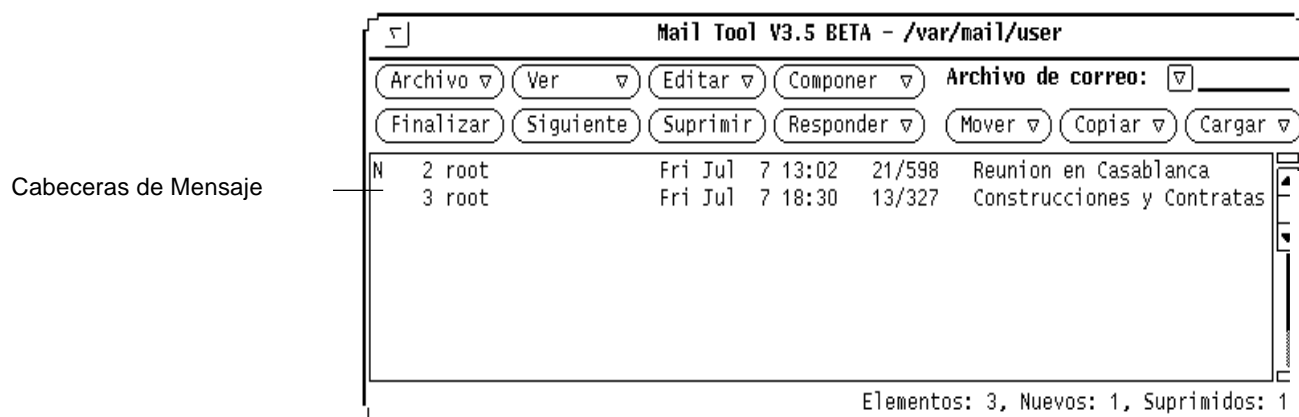 Mail Tool V3.5 BETA - /var/mail/user
Archivo Ver Editar Componer Archivo de correo:
Finalizar Siguiente Suprimir Responder Mover Copiar Cargar
Cabeceras de Mensaje
N 2 root Fri Jul 7 13:02 21/598 Reunion en Casablanca
3 root Fri Jul 7 18:30 13/327 Construcciones y Contratas
Elementos: 3, Nuevos: 1, Suprimidos: 1